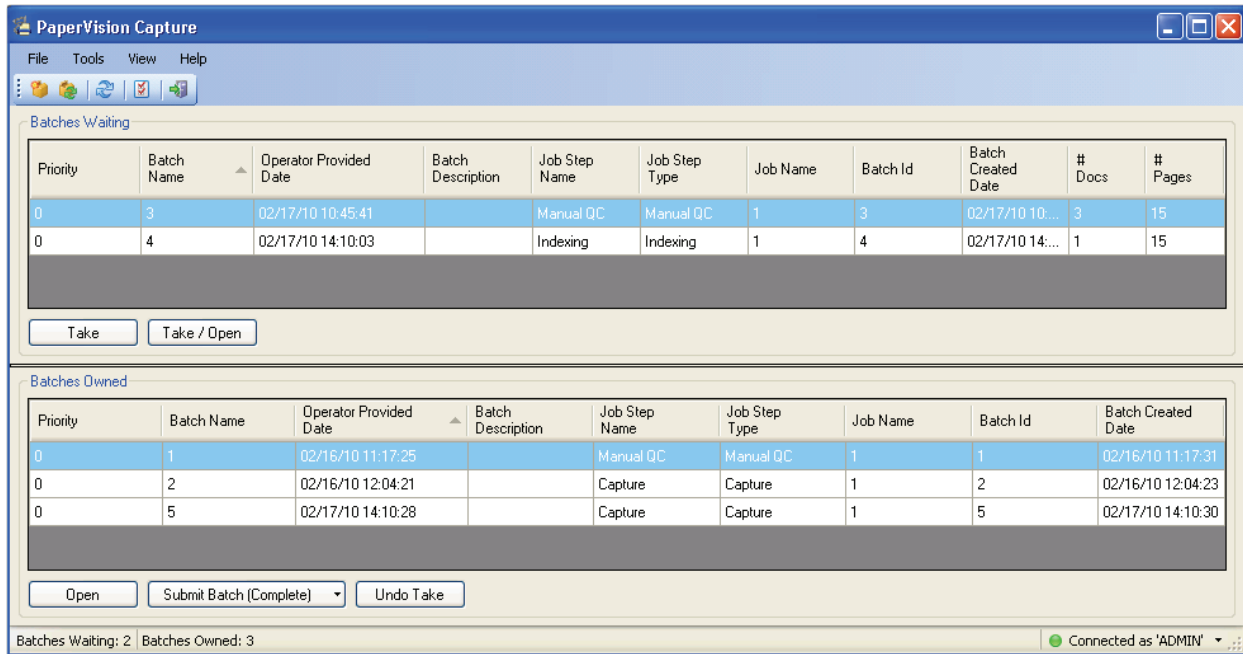 PaperVision Capture
File Tools View Help
Batches Waiting
Priority Batch Name Operator Provided Date Batch Description Job Step Name Job Step Type Job Name Batch Id Batch Created Date # Docs # Pages
0 3 02/17/10 10:45:41 Manual QC Manual QC 1 3 02/17/10 10:... 3 15
0 4 02/17/10 14:10:03 Indexing Indexing 1 4 02/17/10 14:... 1 15
Take Take / Open
Batches Owned
Priority Batch Name Operator Provided Date Batch Description Job Step Name Job Step Type Job Name Batch Id Batch Created Date
0 1 02/16/10 11:17:25 Manual QC Manual QC 1 1 02/16/10 11:17:31
0 2 02/16/10 12:04:21 Capture Capture 1 2 02/16/10 12:04:23
0 5 02/17/10 14:10:28 Capture Capture 1 5 02/17/10 14:10:30
Open Submit Batch (Complete) Undo Take
Batches Waiting: 2 Batches Owned: 3 Connected as 'ADMIN'